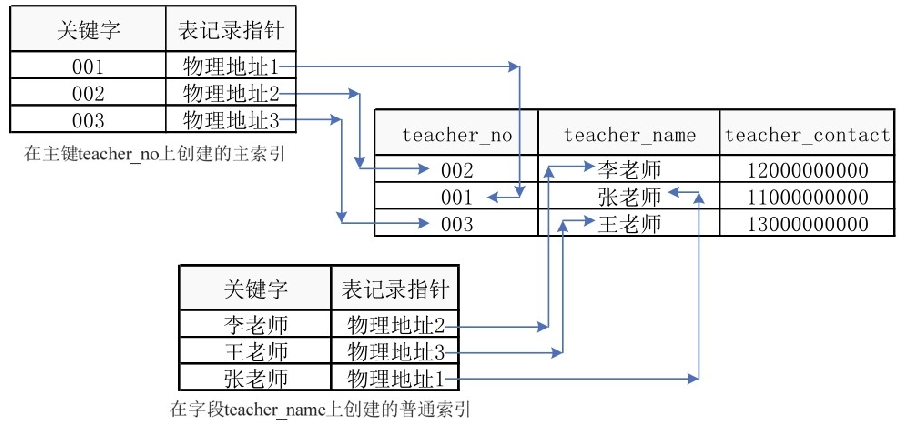 关键字 表记录指针
001 物理地址1
002 物理地址2
003 物理地址3
在主键teacher_no上创建的主索引
teacher_no teacher_name teacher_contact
002 李老师 12000000000
001 张老师 11000000000
003 王老师 13000000000
关键字 表记录指针
李老师 物理地址2
王老师 物理地址3
张老师 物理地址1
在字段teacher_name上创建的普通索引